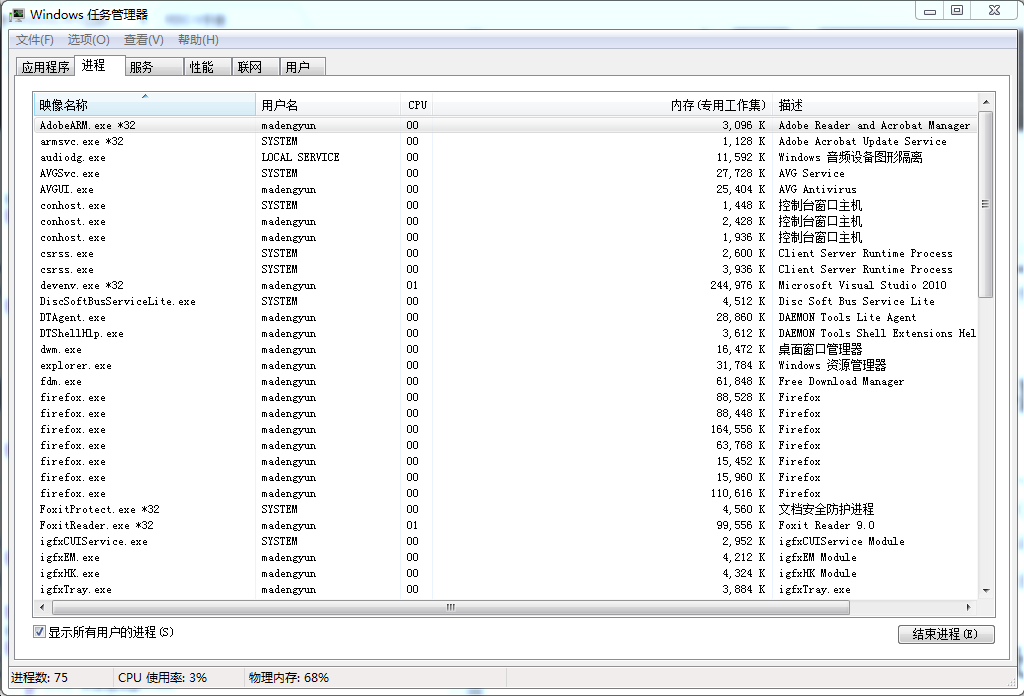 Windows 任务管理器
文件(F) 选项(O) 查看(V) 帮助(H)
应用程序 进程 服务 性能 联网 用户
映像名称 用户名 CPU 内存(专用工作集) 描述
AdobeARM.exe *32 madengyun 00 3,096 K Adobe Reader and Acrobat Manager
armsvc.exe *32 SYSTEM 00 1,128 K Adobe Acrobat Update Service
audiodg.exe LOCAL SERVICE 00 11,592 K Windows 音频设备图形隔离
AVGSvc.exe SYSTEM 00 27,728 K AVG Service
AVGUI.exe madengyun 00 25,404 K AVG Antivirus
conhost.exe SYSTEM 00 1,448 K 控制台窗口主机
conhost.exe madengyun 00 2,428 K 控制台窗口主机
conhost.exe madengyun 00 1,936 K 控制台窗口主机
csrss.exe SYSTEM 00 2,600 K Client Server Runtime Process
csrss.exe SYSTEM 00 3,936 K Client Server Runtime Process
devenv.exe *32 madengyun 01 244,976 K Microsoft Visual Studio 2010
DiscSoftBusServiceLite.exe SYSTEM 00 4,512 K Disc Soft Bus Service Lite
DTAgent.exe madengyun 00 28,860 K DAEMON Tools Lite Agent
DTShellHlp.exe madengyun 00 3,612 K DAEMON Tools Shell Extensions Hel
dwm.exe madengyun 00 16,472 K 桌面窗口管理器
explorer.exe madengyun 00 31,784 K Windows 资源管理器
fdm.exe madengyun 00 61,848 K Free Download Manager
firefox.exe madengyun 00 88,528 K Firefox
firefox.exe madengyun 00 88,448 K Firefox
firefox.exe madengyun 00 164,556 K Firefox
firefox.exe madengyun 00 63,768 K Firefox
firefox.exe madengyun 00 15,452 K Firefox
firefox.exe madengyun 00 15,960 K Firefox
firefox.exe madengyun 00 110,616 K Firefox
FoxitProtect.exe *32 SYSTEM 00 4,560 K 文档安全防护进程
FoxitReader.exe *32 madengyun 01 99,556 K Foxit Reader 9.0
igfxCUIService.exe SYSTEM 00 2,952 K igfxCUIService Module
igfxEM.exe madengyun 00 4,212 K igfxEM Module
igfxHK.exe madengyun 00 4,324 K igfxHK Module
igfxTray.exe madengyun 00 3,884 K igfxTray.exe
显示所有用户的进程(S) 结束进程(E)
进程数: 75 CPU 使用率: 3% 物理内存: 68%